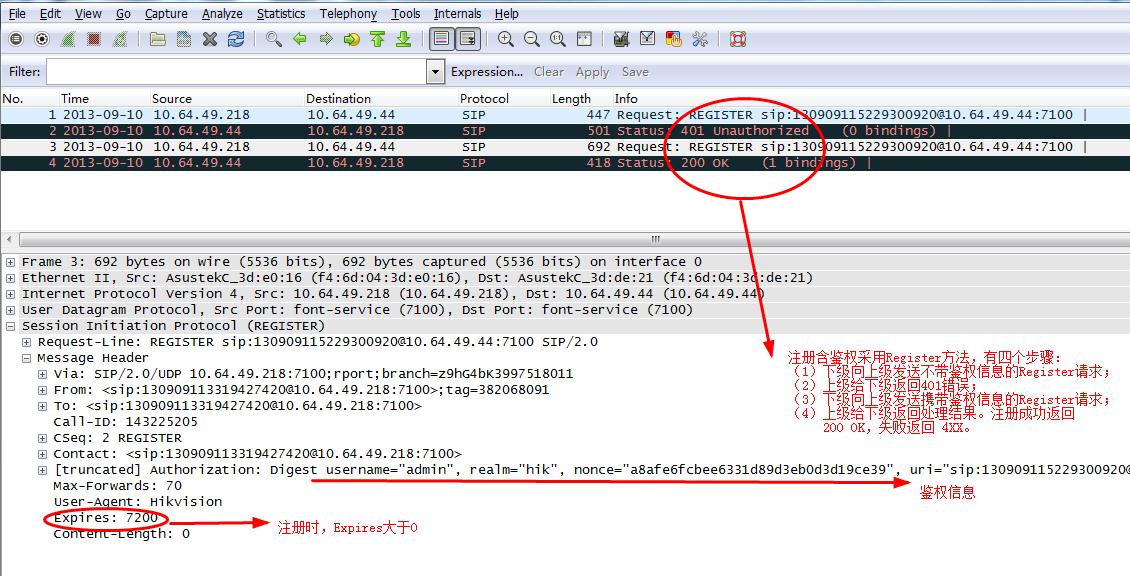 File Edit View Go Capture Analyze Statistics Telephony Tools Internals Help
Filter: Expression... Clear Apply Save
No. Time Source Destination Protocol Length Info
1 2013-09-10 10.64.49.218 10.64.49.44 SIP 447 Request: REGISTER sip:130909115229300920@10.64.49.44:7100 |
2 2013-09-10 10.64.49.44 10.64.49.218 SIP 501 Status: 401 Unauthorized (0 bindings) |
3 2013-09-10 10.64.49.218 10.64.49.44 SIP 692 Request: REGISTER sip:130909115229300920@10.64.49.44:7100 |
4 2013-09-10 10.64.49.44 10.64.49.218 SIP 418 Status: 200 OK (1 bindings) |
Frame 3: 692 bytes on wire (5536 bits), 692 bytes captured (5536 bits) on interface 0
Ethernet II, Src: AsustekC_3d:e0:16 (f4:6d:04:3d:e0:16), Dst: AsustekC_3d:de:21 (f4:6d:04:3d:de:21)
Internet Protocol Version 4, Src: 10.64.49.218 (10.64.49.218), Dst: 10.64.49.44 (10.64.49.44)
User Datagram Protocol, Src Port: font-service (7100), Dst Port: font-service (7100)
Session Initiation Protocol (REGISTER)
Request-Line: REGISTER sip:130909115229300920@10.64.49.44:7100 SIP/2.0
Message Header
Via: SIP/2.0/UDP 10.64.49.218:7100;rport;branch=z9hG4bK3997518011
From: <sip:130909113319427420@10.64.49.218:7100>;tag=382068091
To: <sip:130909113319427420@10.64.49.218:7100>
Call-ID: 143225205
CSeq: 2 REGISTER
Contact: <sip:130909113319427420@10.64.49.218:7100>
[truncated] Authorization: Digest username="admin", realm="hik", nonce="a8afe6fcbee6331d89d3eb0d3d19ce39", uri="sip:130909115229300920@
Max-Forwards: 70
User-Agent: Hikvision
Expires: 7200
Content-Length: 0
注册含鉴权采用Register方法，有四个步骤：
（1）下级向上级发送不带鉴权信息的Register请求；
（2）上级给下级返回401错误；
（3）下级向上级发送携带鉴权信息的Register请求；
（4）上级给下级返回处理结果。注册成功返回
200 OK，失败返回 4XX。
鉴权信息
注册时，Expires大于0